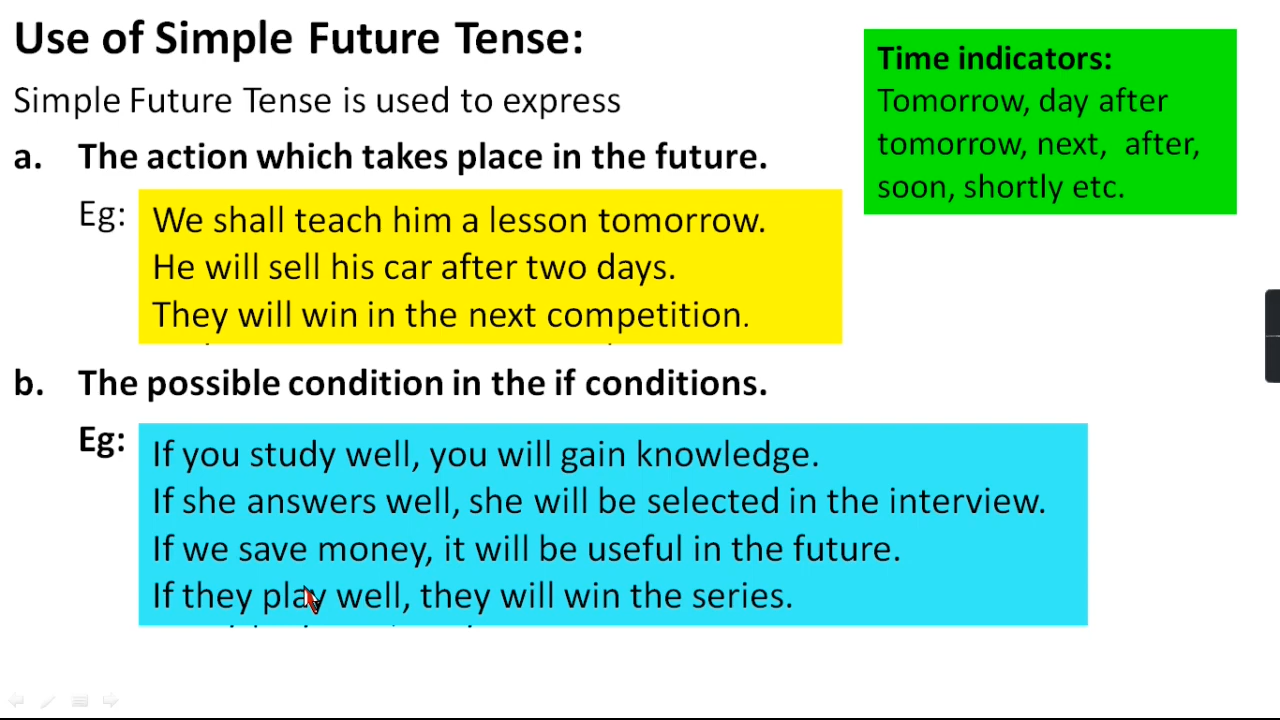 Use of Simple Future Tense:
Simple Future Tense is used to express
a. The action which takes place in the future.
Eg: We shall teach him a lesson tomorrow.
He will sell his car after two days.
They will win in the next competition.
b. The possible condition in the if conditions.
Eg: If you study well, you will gain knowledge.
If she answers well, she will be selected in the interview.
If we save money, it will be useful in the future.
If they play well, they will win the series.
Time indicators:
Tomorrow, day after
tomorrow, next, after,
soon, shortly etc.